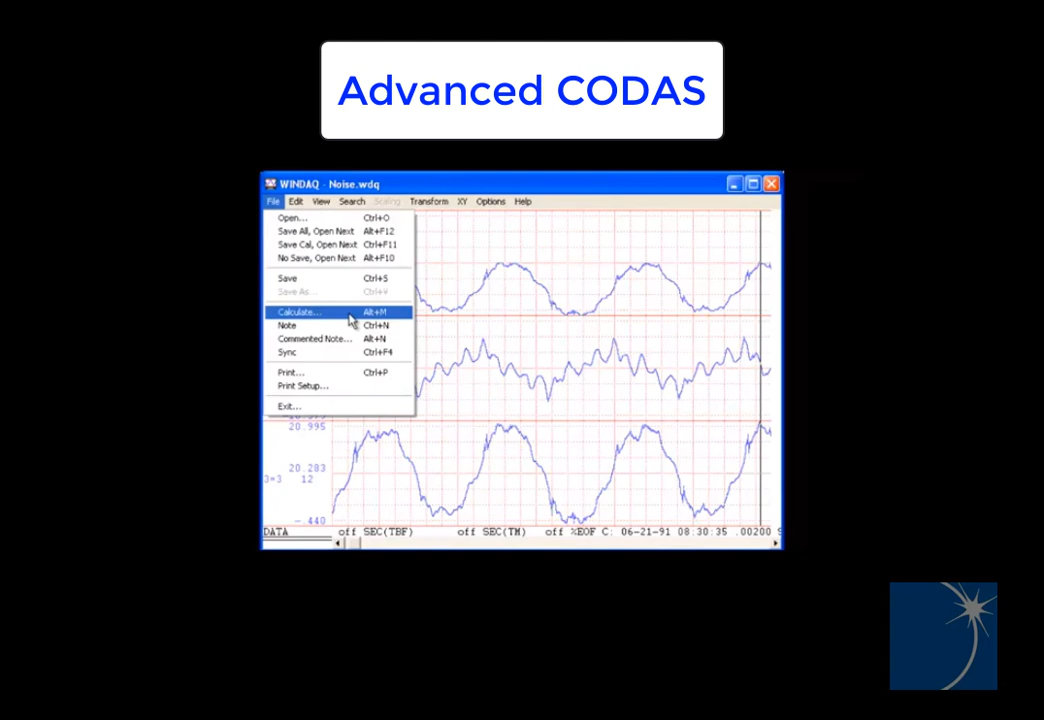 Advanced CODAS
WINDAQ - Noise.wdq
File Edit View Search Scaling Transform XY Options Help
Open... Ctrl+O
Save All, Open Next Alt+F12
Save Cal, Open Next Ctrl+F11
No Save, Open Next Alt+F10
Save Ctrl+S
Save As...
Calculate... Alt+M
Note Ctrl+N
Commented Note... Alt+N
Sync Ctrl+F4
Print... Ctrl+P
Print Setup...
Exit...
20.995
20.283
3=3 12
-.440
DATA off SEC(TBF) off SEC(TM) off %EOF C: 06-21-91 08:30:35 .00200 S